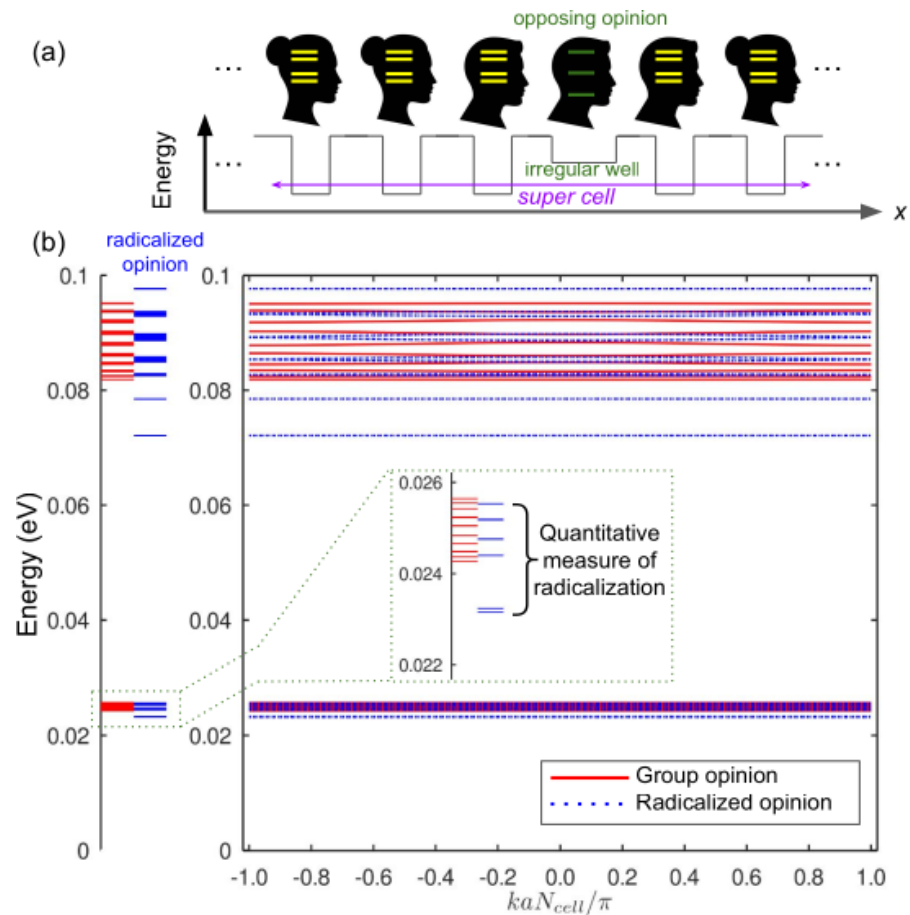 (a)
opposing opinion
...
...
Energy
...
...
irregular well
super cell
x
(b)
radicalized
opinion
0.1
0.1
0.08
0.08
0.06
0.06
0.04
0.04
0.02
0.02
0
0
Energy (eV)
0.026
0.024
0.022
Quantitative
measure of
radicalization
Group opinion
Radicalized opinion
-1.0 -0.8 -0.6 -0.4 -0.2 0.0 0.2 0.4 0.6 0.8 1.0
kaN_{cell}/π